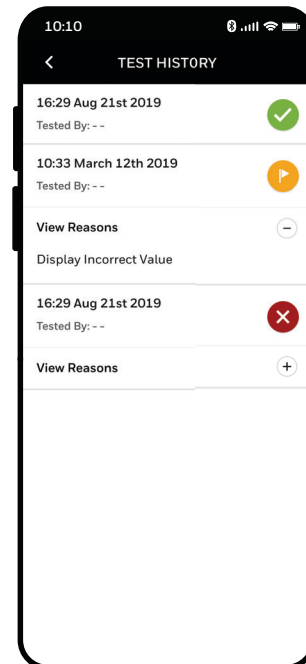 10:10
TEST HISTORY
16:29 Aug 21st 2019
Tested By: - -
10:33 March 12th 2019
Tested By: - -
View Reasons
Display Incorrect Value
16:29 Aug 21st 2019
Tested By: - -
View Reasons